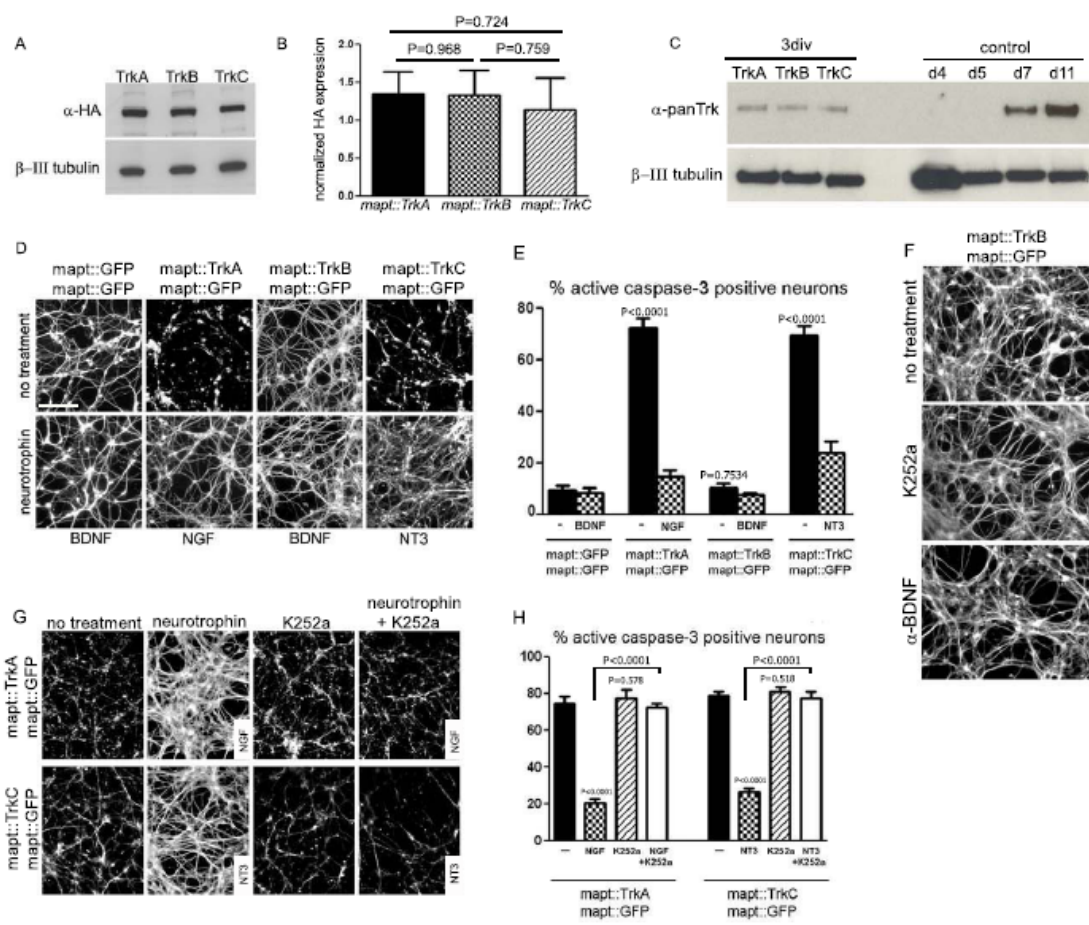 A
TrkA TrkB TrkC
α-HA
β-III tubulin
B
P=0.724
P=0.968 P=0.759
normalized HA expression
2.0
1.5
1.0
0.5
0.0
mapt::TrkA mapt::TrkB mapt::TrkC
C
3div control
TrkA TrkB TrkC d4 d5 d7 d11
α-panTrk
β-III tubulin
D
mapt::GFP mapt::TrkA mapt::TrkB mapt::TrkC
mapt::GFP mapt::GFP mapt::GFP mapt::GFP
no treatment
neurotrophin
BDNF NGF BDNF NT3
E
% active caspase-3 positive neurons
80
60
40
20
0
P<0.0001 P=0.7534 P<0.0001
- BDNF - NGF - BDNF - NT3
mapt::GFP mapt::TrkA mapt::TrkB mapt::TrkC
mapt::GFP mapt::GFP mapt::GFP mapt::GFP
F
mapt::TrkB
mapt::GFP
no treatment
K252a
α-BDNF
G
no treatment neurotrophin K252a neurotrophin
+ K252a
mapt::TrkA
mapt::GFP
NGF NGF
mapt::TrkC
mapt::GFP
NT3 NT3
H
% active caspase-3 positive neurons
100
80
60
40
20
0
P<0.0001 P<0.0001
P=0.578 P=0.518
P<0.0001 P<0.0001
— NGF K252a NGF — NT3 K252a NT3
+K252a +K252a
mapt::TrkA mapt::TrkC
mapt::GFP mapt::GFP